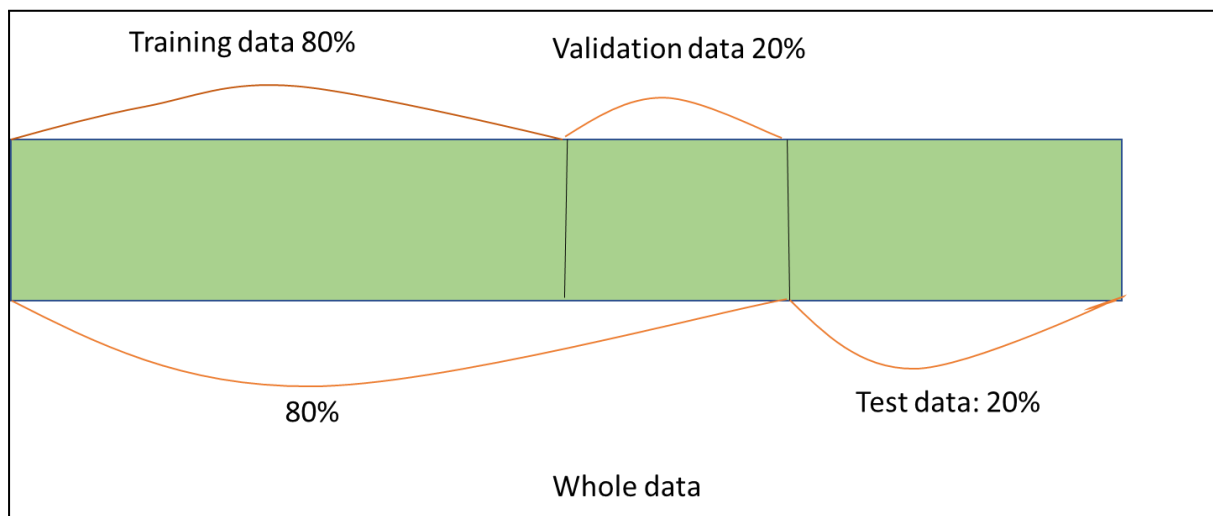 Training data 80%
Validation data 20%
80%
Test data: 20%
Whole data